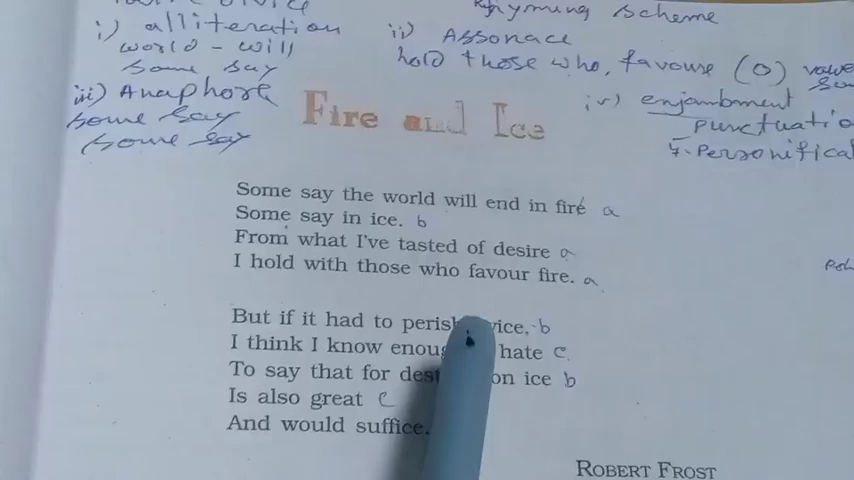 Rhyming scheme
i) alliteration
world - will
some say
ii) Assonace
hold those who, favoure (o)
iii) Anaphora
some say
some say
iv) enjambment
punctuatio
Personifical
Fire and Ice
Some say the world will end in fire a
Some say in ice. b
From what I've tasted of desire a
I hold with those who favour fire. a
But if it had to perish ice, b
I think I know hate c
To say that for on ice b
Is also great c
And would suffice.
ROBERT FROST